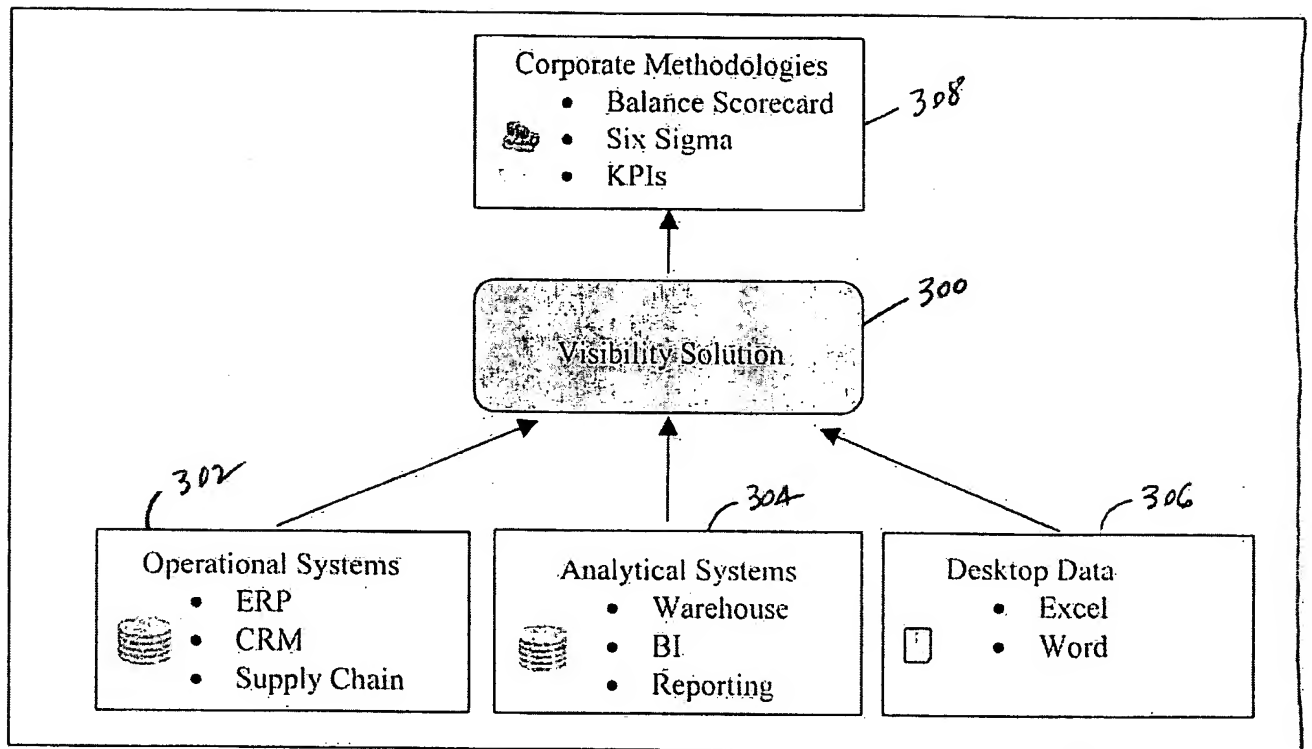 Corporate Methodologies
• Balance Scorecard
• Six Sigma
• KPIs
308
300
Visibility Solution
302
304
306
Operational Systems
• ERP
• CRM
• Supply Chain
Analytical Systems
• Warehouse
• BI
• Reporting
Desktop Data
• Excel
• Word